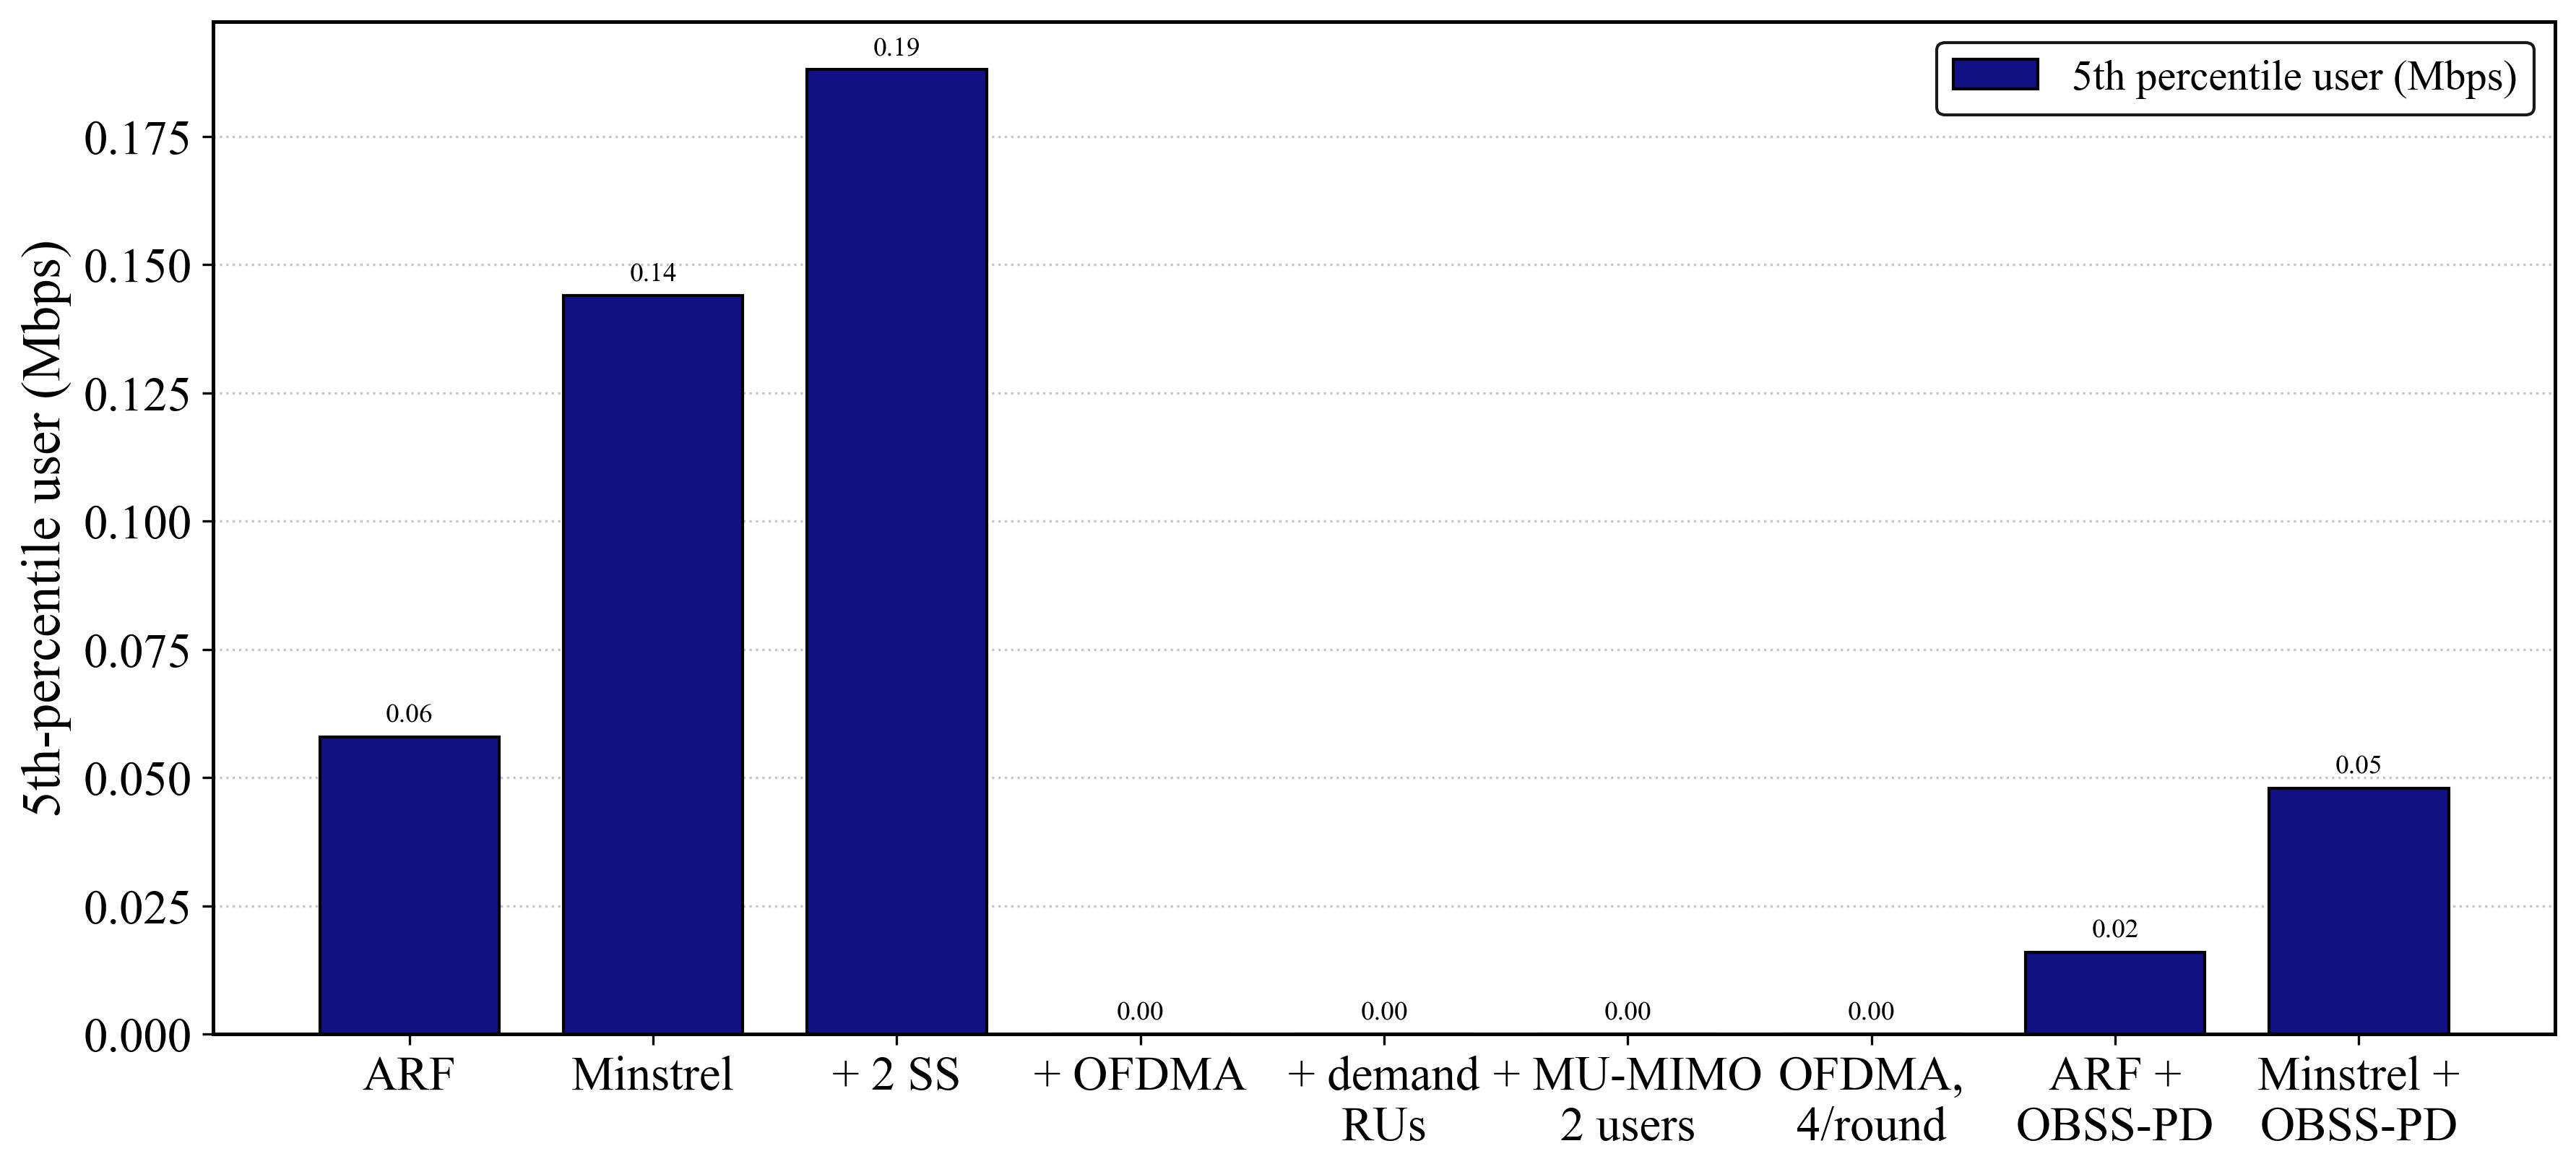 5th percentile user (Mbps)
5th-percentile user (Mbps)
0.175
0.150
0.125
0.100
0.075
0.050
0.025
0.000
0.06
0.14
0.19
0.00
0.00
0.00
0.00
0.02
0.05
ARF
Minstrel
+ 2 SS
+ OFDMA
+ demand
RUs
+ MU-MIMO
2 users
OFDMA,
4/round
ARF +
OBSS-PD
Minstrel +
OBSS-PD